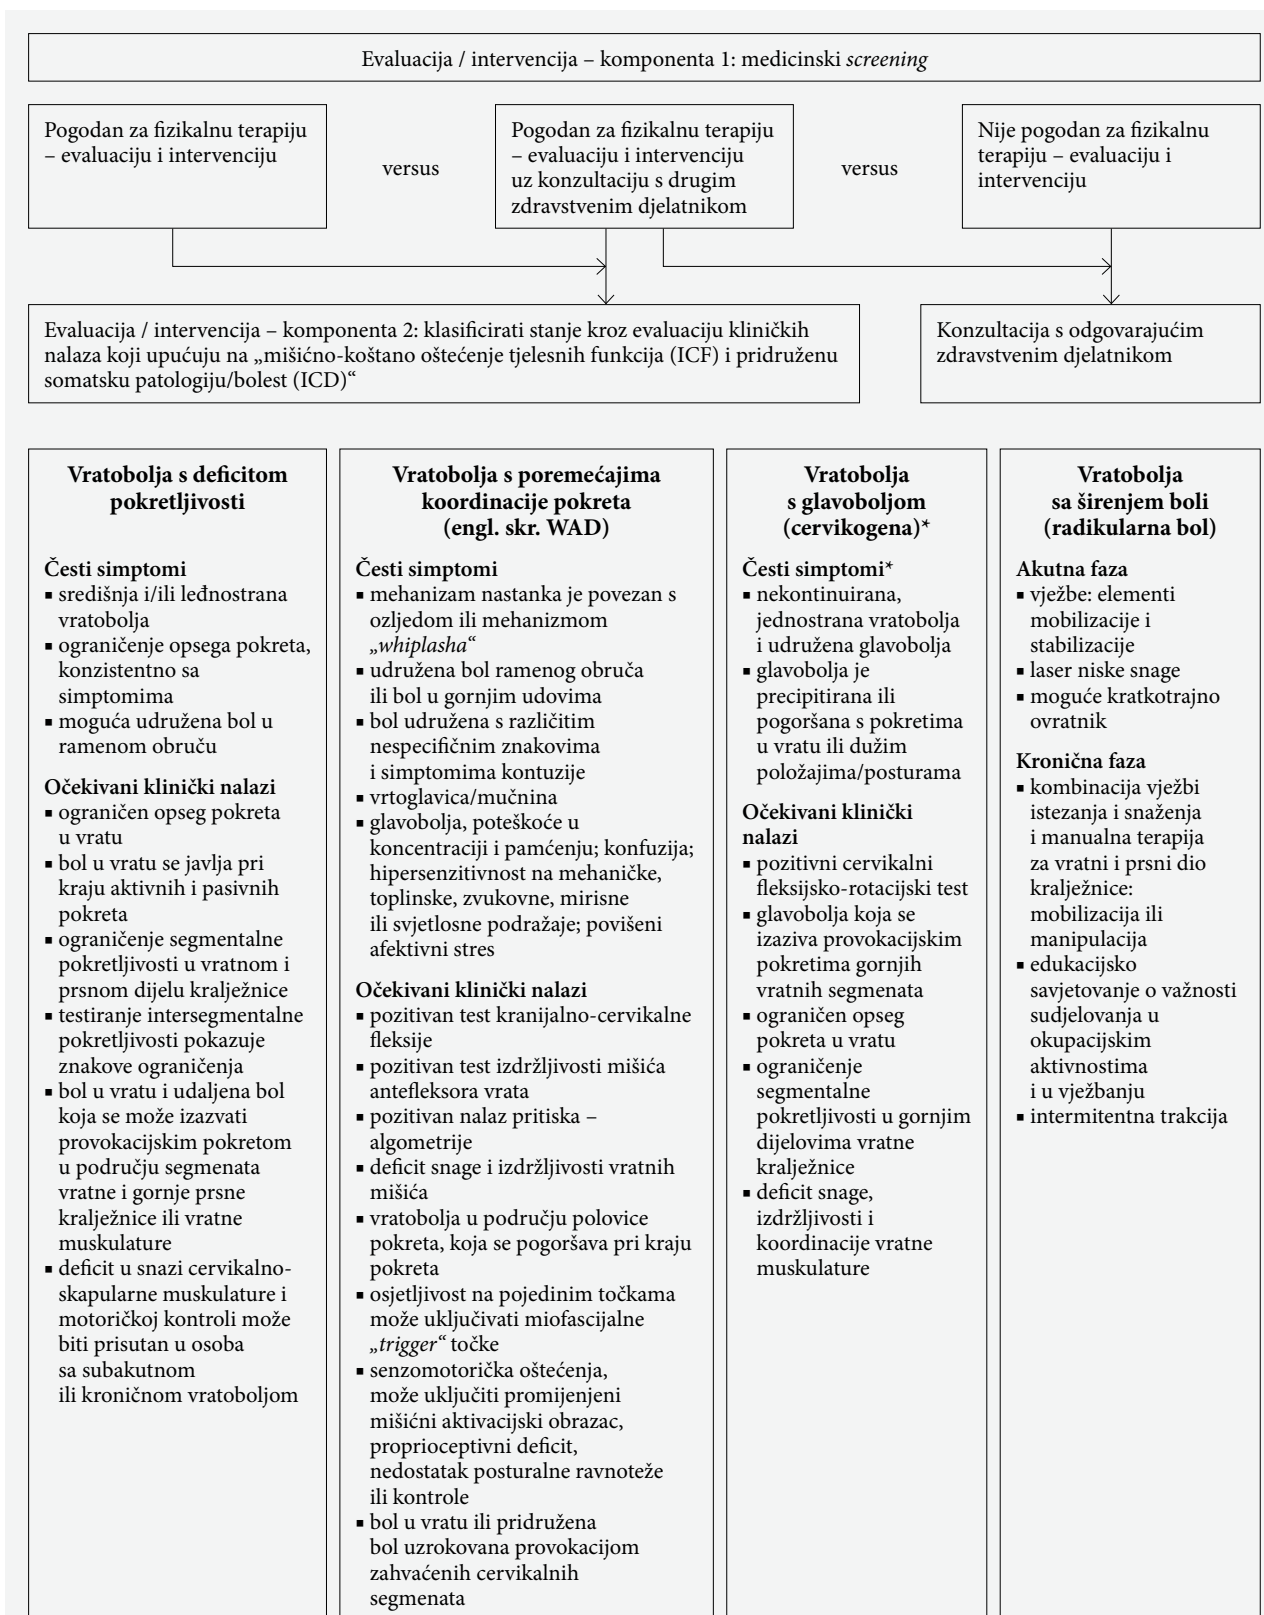 Evaluacija / intervencija – komponenta 1: medicinski screening
Pogodan za fizikalnu terapiju
– evaluaciju i intervenciju
versus
Pogodan za fizikalnu terapiju
– evaluaciju i intervenciju
uz konzultaciju s drugim
zdravstvenim djelatnikom
versus
Nije pogodan za fizikalnu
terapiju – evaluaciju i
intervenciju
Evaluacija / intervencija – komponenta 2: klasificirati stanje kroz evaluaciju kliničkih
nalaza koji upućuju na „mišićno-koštano oštećenje tjelesnih funkcija (ICF) i pridruženu
somatsku patologiju/bolest (ICD)“
Konzultacija s odgovarajućim
zdravstvenim djelatnikom
Vratobolja s deficitom
pokretljivosti
Česti simptomi
▪ središnja i/ili leđnostrana
vratobolja
▪ ograničenje opsega pokreta,
konzistentno sa
simptomima
▪ moguća udružena bol u
ramenom obruču
Očekivani klinički nalazi
▪ ograničen opseg pokreta
u vratu
▪ bol u vratu se javlja pri
kraju aktivnih i pasivnih
pokreta
▪ ograničenje segmentalne
pokretljivosti u vratnom i
prsnom dijelu kralježnice
▪ testiranje intersegmentalne
pokretljivosti pokazuje
znakove ograničenja
▪ bol u vratu i udaljena bol
koja se može izazvati
provokacijskim pokretom
u području segmenata
vratne i gornje prsne
kralježnice ili vratne
muskulature
▪ deficit u snazi cervikalno-
skapularne muskulature i
motoričkoj kontroli može
biti prisutan u osoba
sa subakutnom
ili kroničnom vratoboljom
Vratobolja s poremećajima
koordinacije pokreta
(engl. skr. WAD)
Česti simptomi
▪ mehanizam nastanka je povezan s
ozljedom ili mehanizmom
„whiplasha“
▪ udružena bol ramenog obruča
ili bol u gornjim udovima
▪ bol udružena s različitim
nespecifičnim znakovima
i simptomima kontuzije
▪ vrtoglavica/mučnina
▪ glavobolja, poteškoće u
koncentraciji i pamćenju; konfuzija;
hipersenzitivnost na mehaničke,
toplinske, zvukovne, mirisne
ili svjetlosne podražaje; povišeni
afektivni stres
Očekivani klinički nalazi
▪ pozitivan test kranijalno-cervikalne
fleksije
▪ pozitivan test izdržljivosti mišića
antefleksora vrata
▪ pozitivan nalaz pritiska –
algometrije
▪ deficit snage i izdržljivosti vratnih
mišića
▪ vratobolja u području polovice
pokreta, koja se pogoršava pri kraju
pokreta
▪ osjetljivost na pojedinim točkama
može uključivati miofascijalne
„trigger“ točke
▪ senzomotorička oštećenja,
može uključiti promijenjeni
mišićni aktivacijski obrazac,
proprioceptivni deficit,
nedostatak posturalne ravnoteže
ili kontrole
▪ bol u vratu ili pridružena
bol uzrokovana provokacijom
zahvaćenih cervikalnih
segmenata
Vratobolja
s glavoboljom
(cervikogena)*
Česti simptomi*
▪ nekontinuirana,
jednostrana vratobolja
i udružena glavobolja
▪ glavobolja je
precipitirana ili
pogoršana s pokretima
u vratu ili dužim
položajima/posturama
Očekivani klinički
nalazi
▪ pozitivni cervikalni
fleksijsko-rotacijski test
▪ glavobolja koja se
izaziva provokacijskim
pokretima gornjih
vratnih segmenata
▪ ograničen opseg
pokreta u vratu
▪ ograničenje
segmentalne
pokretljivosti u gornjim
dijelovima vratne
kralježnice
▪ deficit snage,
izdržljivosti i
koordinacije vratne
muskulature
Vratobolja
sa širenjem boli
(radikularna bol)
Akutna faza
▪ vježbe: elementi
mobilizacije i
stabilizacije
▪ laser niske snage
▪ moguće kratkotrajno
ovratnik
Kronična faza
▪ kombinacija vježbi
istezanja i snaženja
i manualna terapija
za vratni i prsni dio
kralježnice:
mobilizacija ili
manipulacija
▪ edukacijsko
savjetovanje o važnosti
sudjelovanja u
okupacijskim
aktivnostima
i u vježbanju
▪ intermitentna trakcija